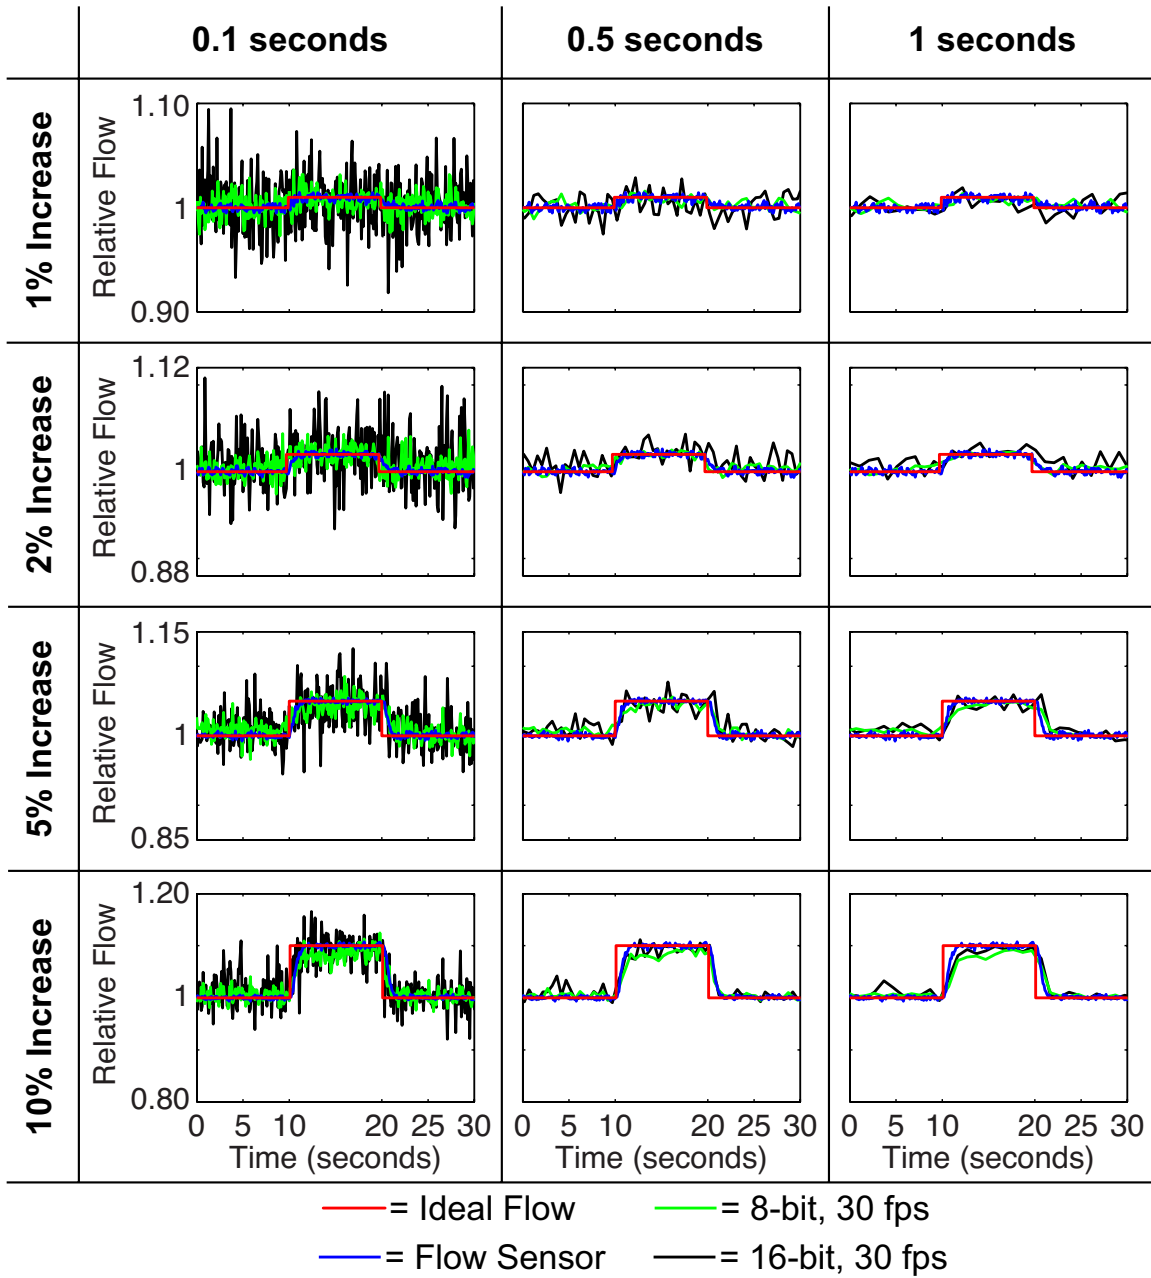 0.1 seconds
0.5 seconds
1 seconds
1% Increase
Relative Flow
1.10
1
0.90
2% Increase
Relative Flow
1.12
1
0.88
5% Increase
Relative Flow
1.15
1
0.85
10% Increase
Relative Flow
1.20
1
0.80
0 5 10 20 30
0 5 10 20 30
0 5 10 20 30
Time (seconds)
Time (seconds)
Time (seconds)
= Ideal Flow
= 8-bit, 30 fps
= Flow Sensor
= 16-bit, 30 fps